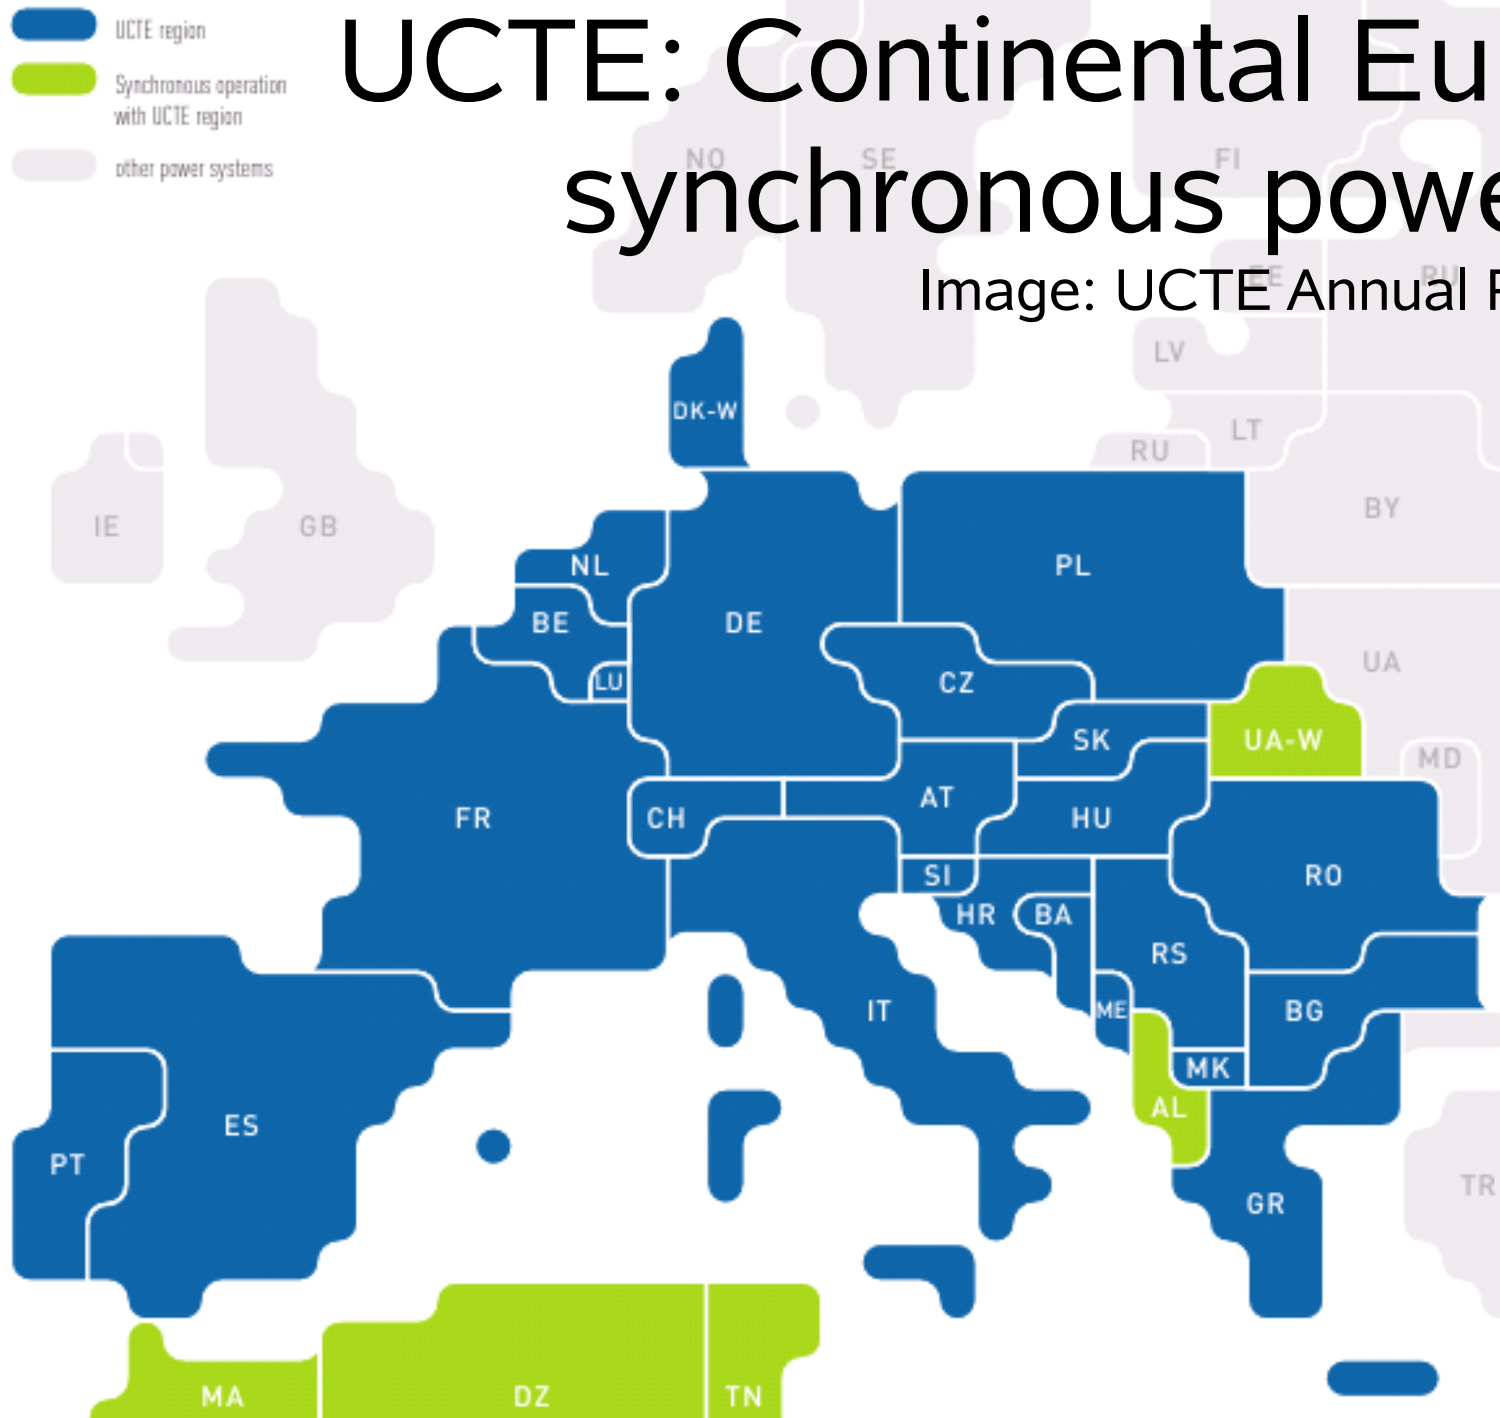 UCTE region
Synchronous operation
with UCTE region
other power systems
UCTE: Continental Eu
synchronous powe
Image: UCTE Annual
NO SE FI
EE RU
LV
DK-W
LT
RU
BY
IE GB
NL PL
BE DE
UA
LU CZ
SK UA-W
MD
AT
FR CH HU
SI RO
HR BA
RS
IT ME BG
MK
AL
ES
PT
TR
GR
MA DZ TN